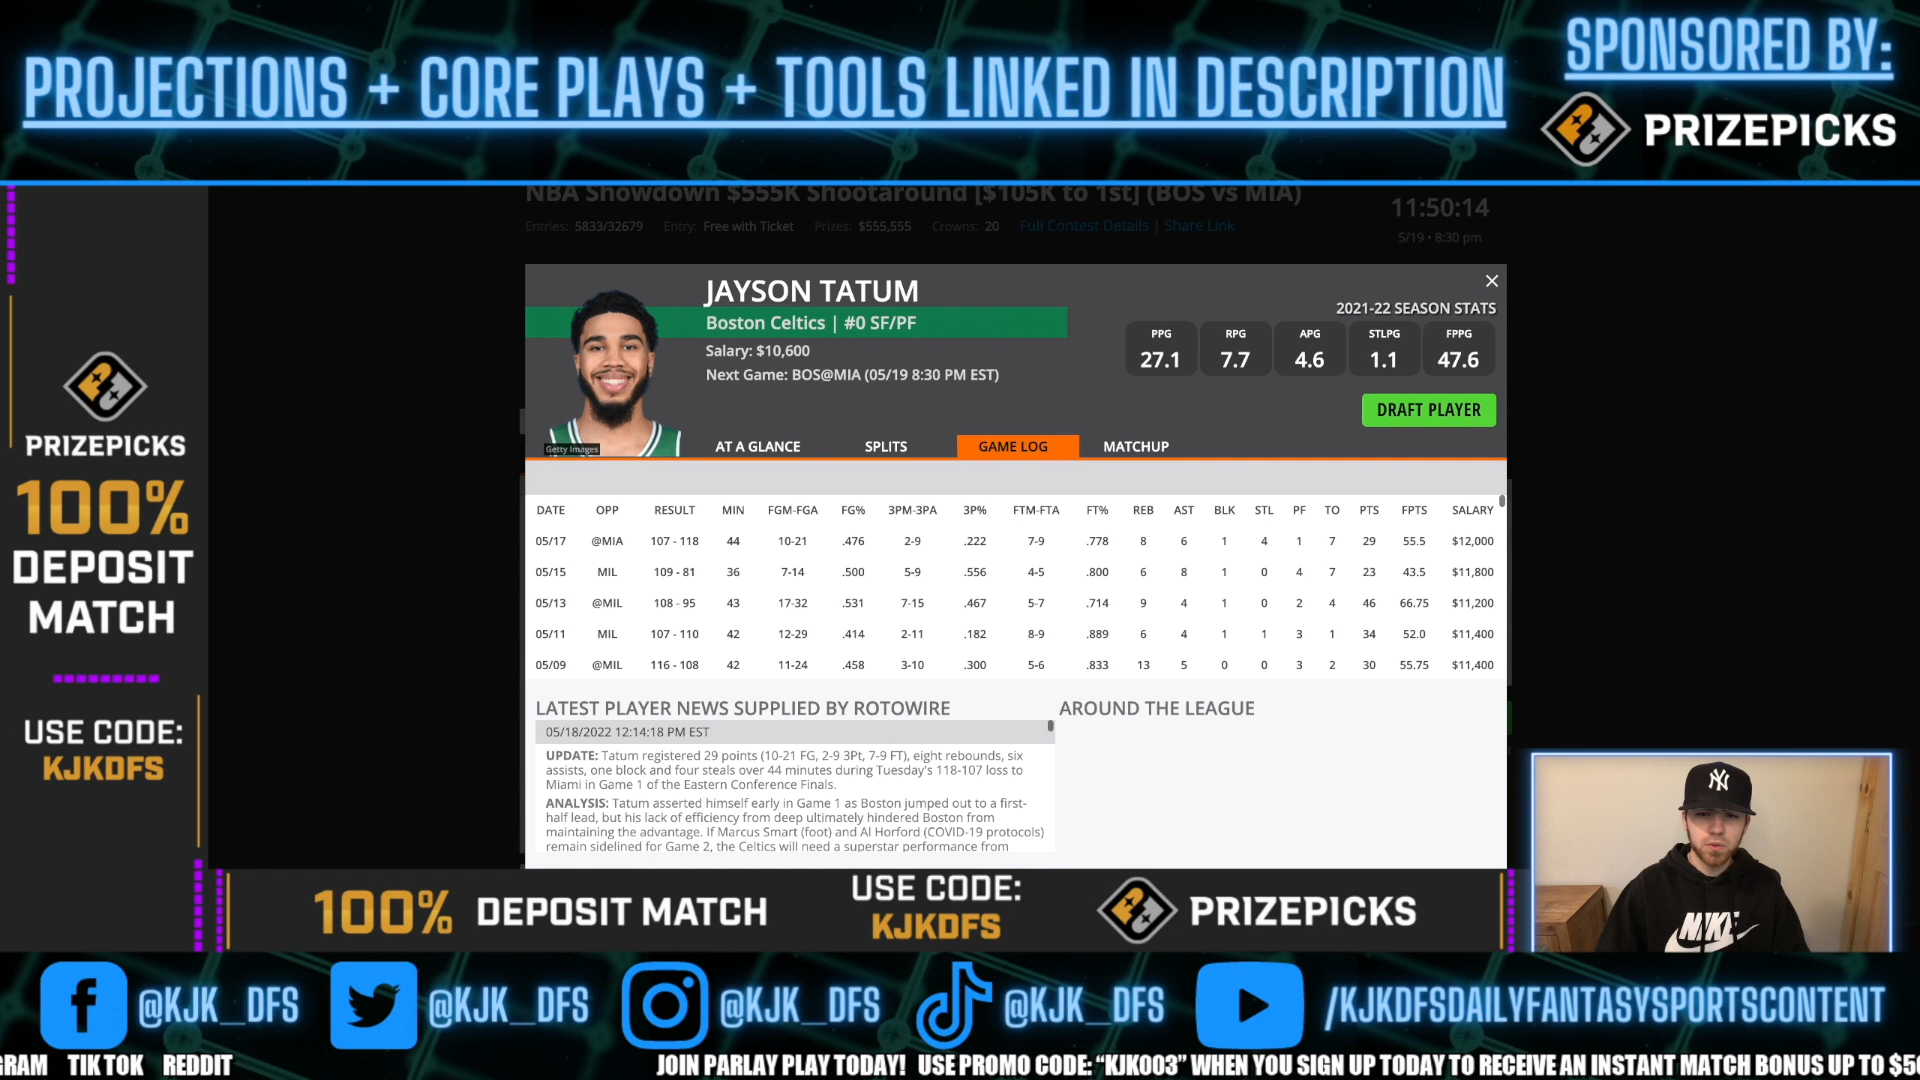 PROJECTIONS + CORE PLAYS + TOOLS LINKED IN DESCRIPTION
SPONSORED BY:
PRIZEPICKS
NBA Showdown $555K Shootaround [$105K to 1st] (BOS vs MIA)
Entries: 5833/32679 Entry: Free with Ticket Prizes: $555,555 Crowns: 20 Full Contest Details | Share Link
11:50:14
5/19 • 8:30 pm
JAYSON TATUM
Boston Celtics | #0 SF/PF
Salary: $10,600
Next Game: BOS@MIA (05/19 8:30 PM EST)
Getty Images
2021-22 SEASON STATS
PPG RPG APG STLPG FPPG
27.1 7.7 4.6 1.1 47.6
DRAFT PLAYER
AT A GLANCE SPLITS GAME LOG MATCHUP
DATE OPP RESULT MIN FGM-FGA FG% 3PM-3PA 3P% FTM-FTA FT% REB AST BLK STL PF TO PTS FPTS SALARY
05/17 @MIA 107 - 118 44 10-21 .476 2-9 .222 7-9 .778 8 6 1 4 1 7 29 55.5 $12,000
05/15 MIL 109 - 81 36 7-14 .500 5-9 .556 4-5 .800 6 8 1 0 4 7 23 43.5 $11,800
05/13 @MIL 108 - 95 43 17-32 .531 7-15 .467 5-7 .714 9 4 1 0 2 4 46 66.75 $11,200
05/11 MIL 107 - 110 42 12-29 .414 2-11 .182 8-9 .889 6 4 1 1 3 1 34 52.0 $11,400
05/09 @MIL 116 - 108 42 11-24 .458 3-10 .300 5-6 .833 13 5 0 0 3 2 30 55.75 $11,400
LATEST PLAYER NEWS SUPPLIED BY ROTOWIRE
05/18/2022 12:14:18 PM EST
UPDATE: Tatum registered 29 points (10-21 FG, 2-9 3Pt, 7-9 FT), eight rebounds, six
assists, one block and four steals over 44 minutes during Tuesday's 118-107 loss to
Miami in Game 1 of the Eastern Conference Finals.
ANALYSIS: Tatum asserted himself early in Game 1 as Boston jumped out to a first-
half lead, but his lack of efficiency from deep ultimately hindered Boston from
maintaining the advantage. If Marcus Smart (foot) and Al Horford (COVID-19 protocols)
remain sidelined for Game 2, the Celtics will need a superstar performance from
AROUND THE LEAGUE
PRIZEPICKS
100%
DEPOSIT
MATCH
USE CODE:
KJKDFS
100% DEPOSIT MATCH
USE CODE:
KJKDFS
PRIZEPICKS
NY
NIKE
@KJK_DFS @KJK_DFS @KJK_DFS @KJK_DFS /KJKDFSDAILYFANTASYSPORTSCONTENT
GRAM TIKTOK REDDIT JOIN PARLAY PLAY TODAY! USE PROMO CODE: "KJK003" WHEN YOU SIGN UP TODAY TO RECEIVE AN INSTANT MATCH BONUS UP TO